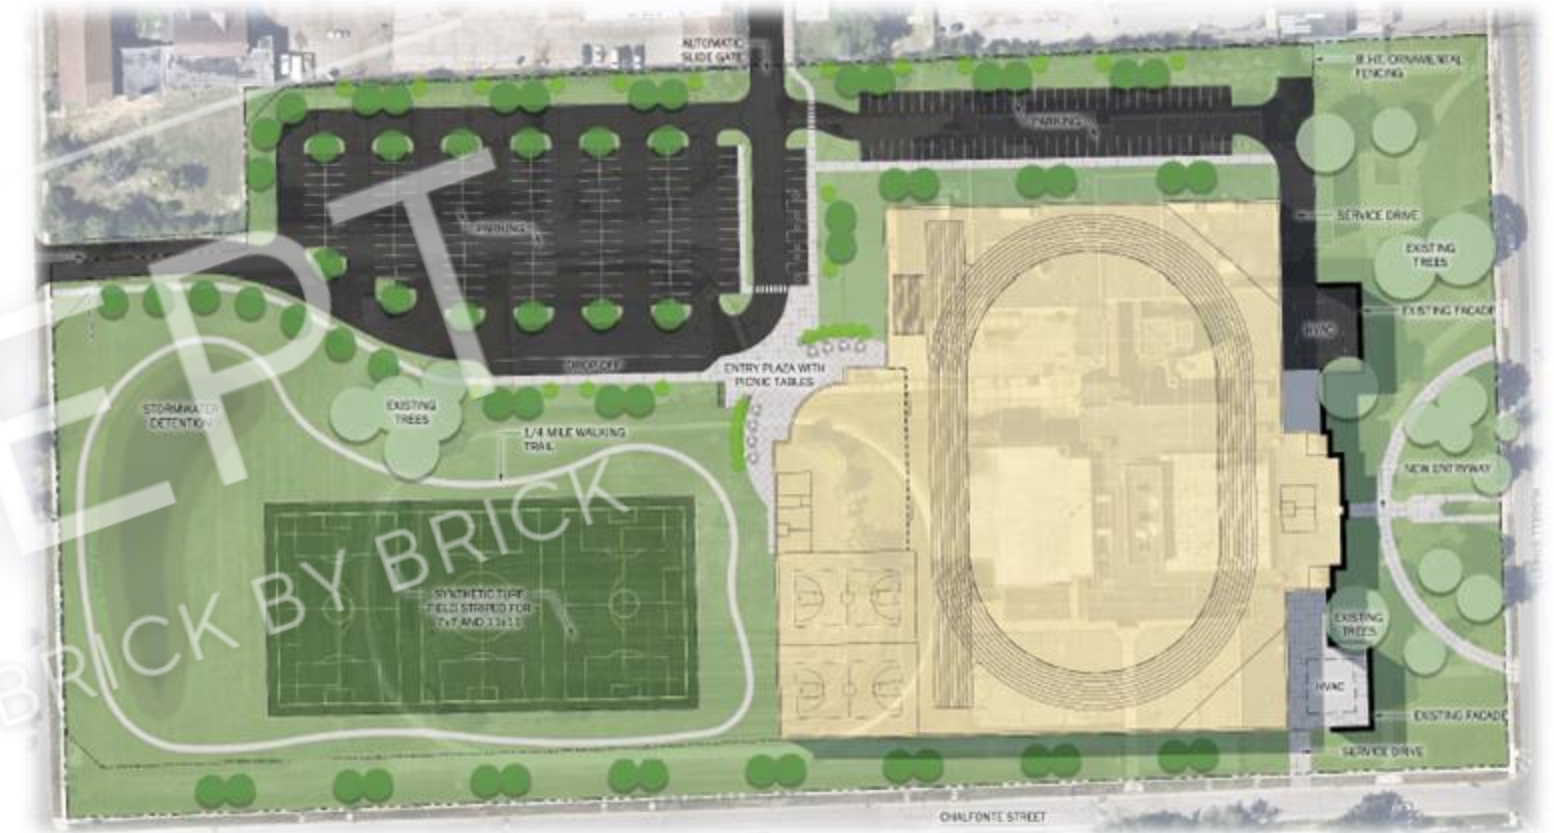 AUTOMATIC
SLIDE GATE
8' HT. ORNAMENTAL
FENCING
PARKING
SERVICE DRIVE
PARKING
EXISTING
TREES
EXISTING FACADE
HVAC
DROP OFF
ENTRY PLAZA WITH
PICNIC TABLES
STORMWATER
DETENTION
EXISTING
TREES
1/4 MILE WALKING
TRAIL
NEW ENTRYWAY
EPT
BRICK BY BRICK
SYNTHETIC TURF
FIELD STRIPED FOR
7x7 AND 11x11
EXISTING
TREES
HVAC
EXISTING FACADE
SERVICE DRIVE
CHALFONTE STREET